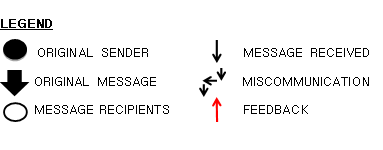 LEGEND
ORIGINAL SENDER
MESSAGE RECEIVED
ORIGINAL MESSAGE
MISCOMMUNICATION
MESSAGE RECIPIENTS
FEEDBACK